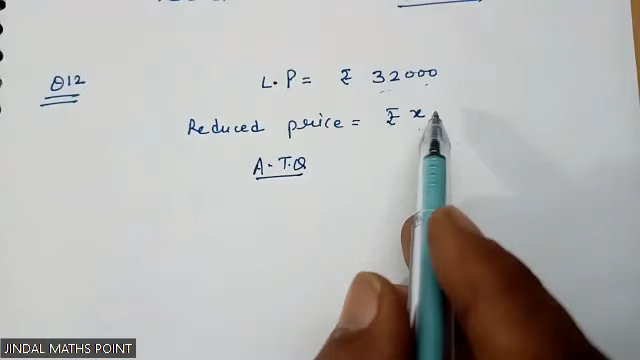 Q12
L.P = ₹ 32000
Reduced price = ₹ x
A.T.Q
JINDAL MATHS POINT